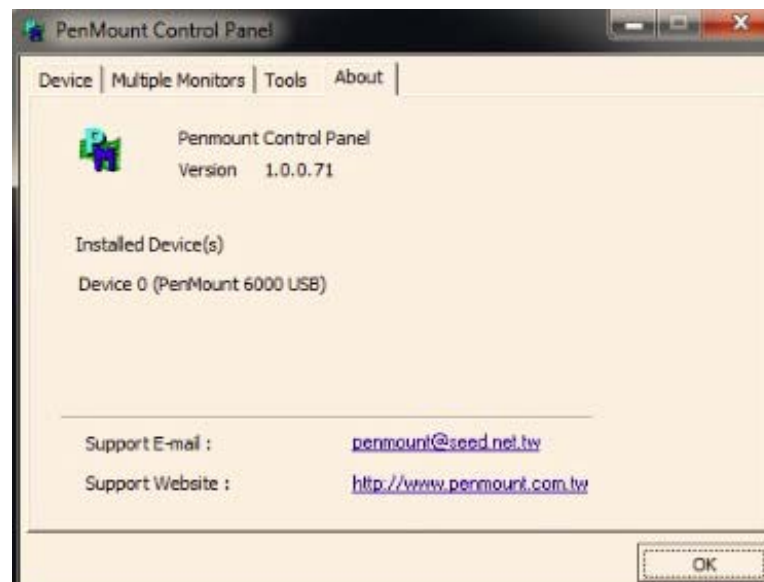 PenMount Control Panel
Device Multiple Monitors Tools About
Penmount Control Panel
Version 1.0.0.71
Installed Device(s)
Device 0 (PenMount 6000 USB)
Support E-mail : penmount@seed.net.tw
Support Website : http://www.penmount.com.tw
OK